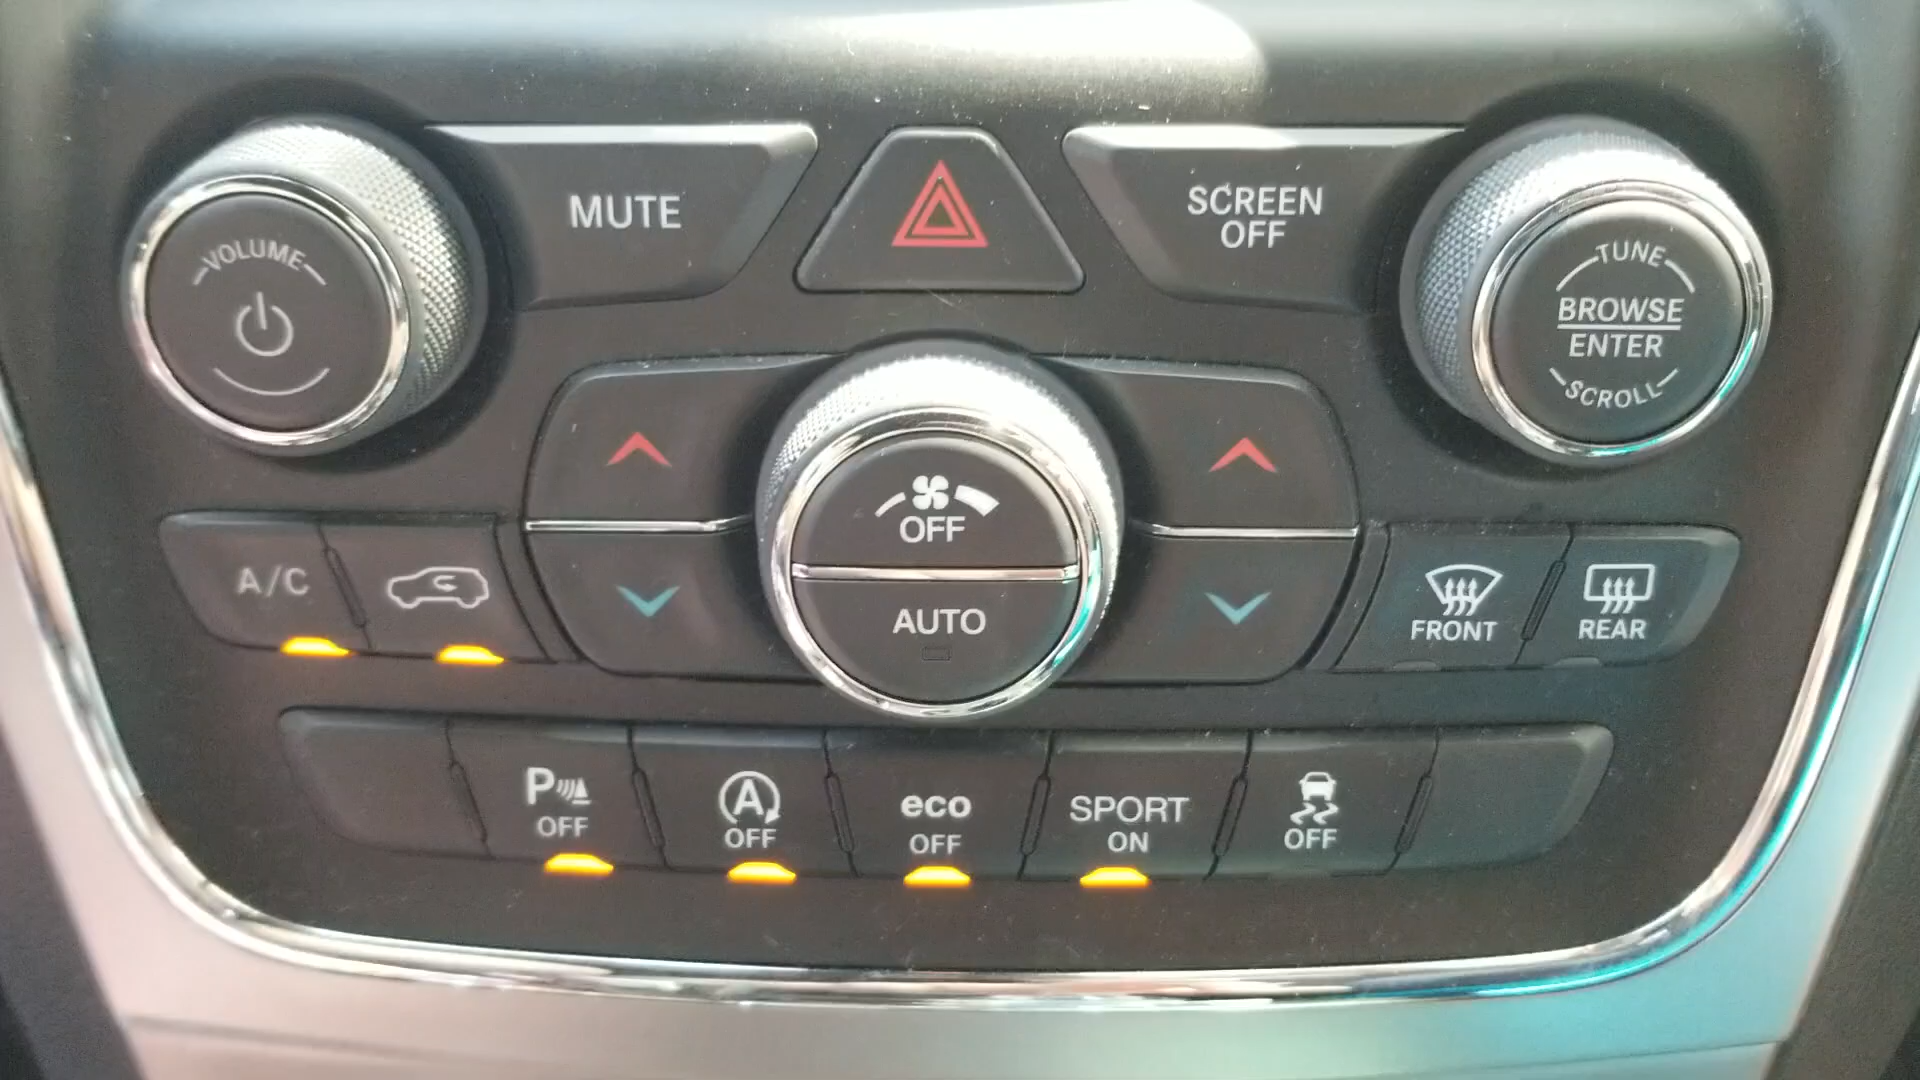 VOLUME
MUTE
SCREEN
OFF
TUNE
BROWSE
ENTER
SCROLL
OFF
AUTO
A/C
FRONT
REAR
P
OFF
A
OFF
eco
OFF
SPORT
ON
OFF